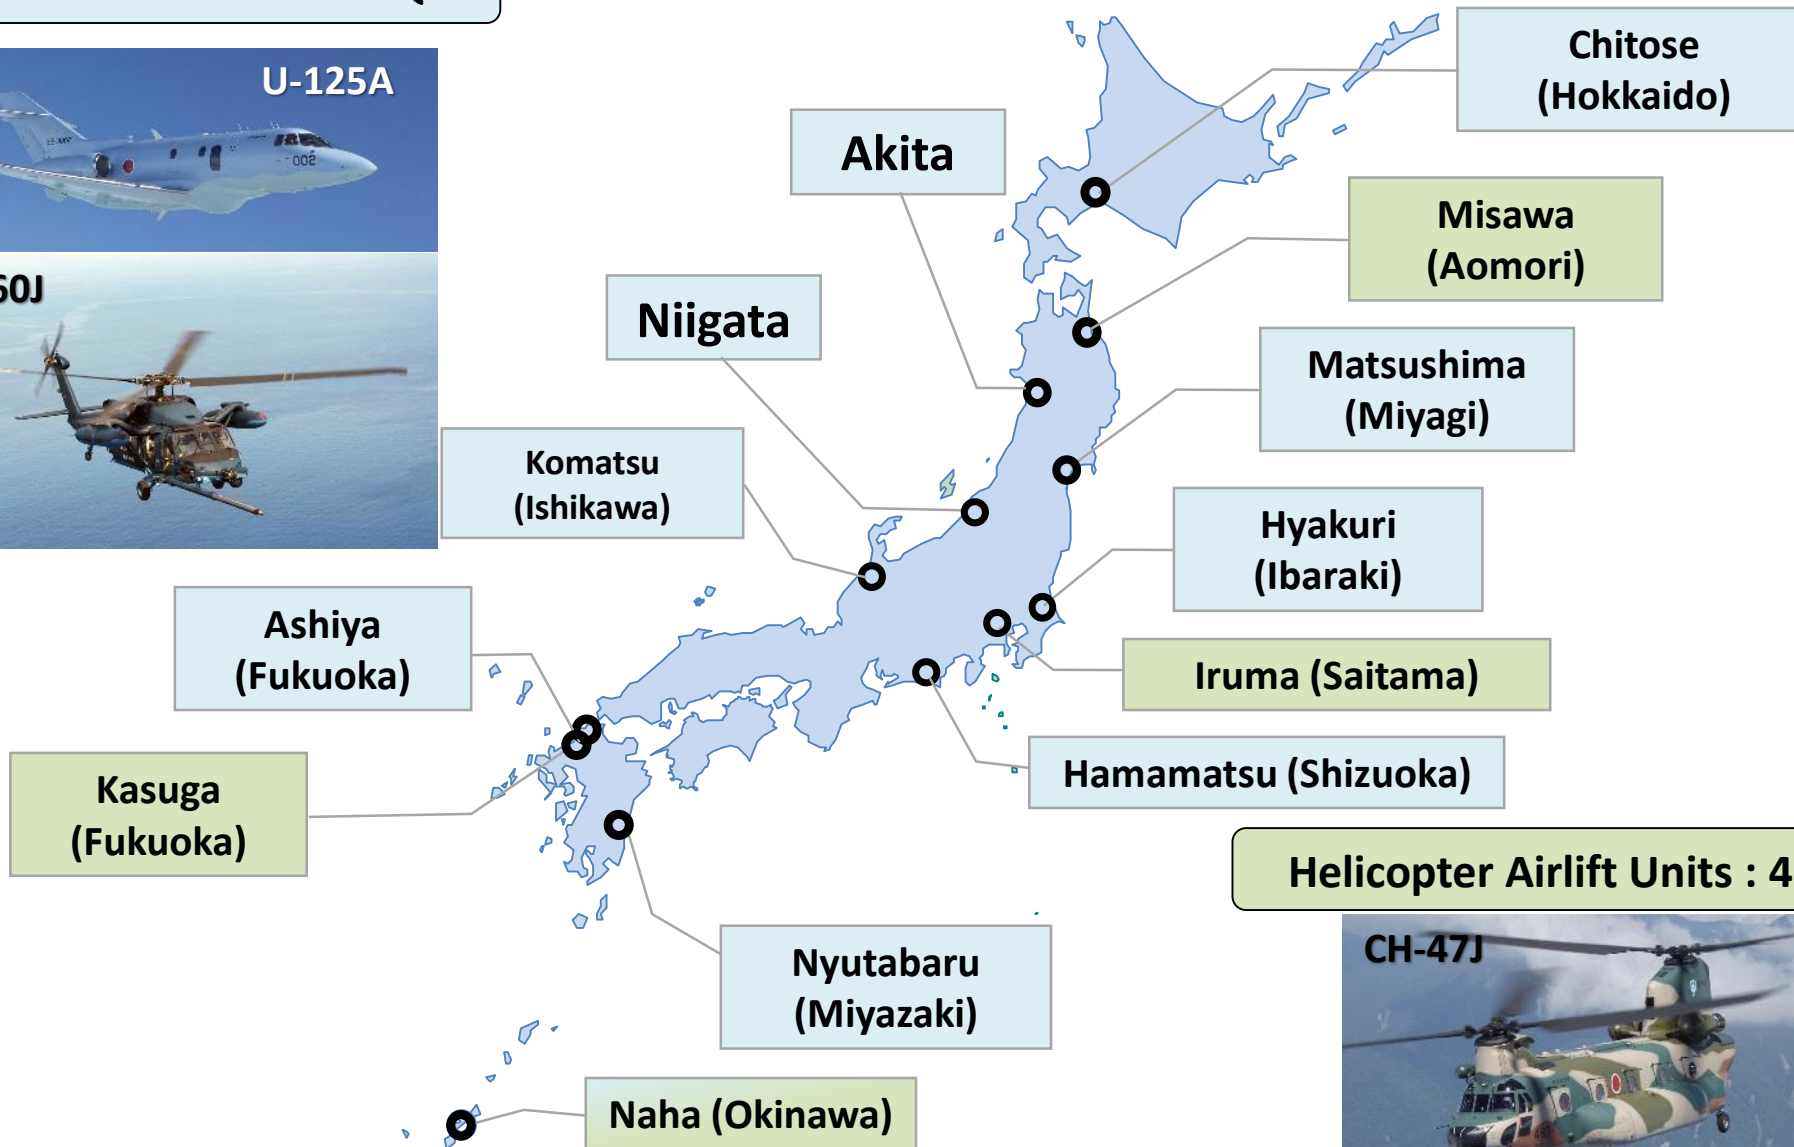 U-125A
60J
002
Chitose
(Hokkaido)
Akita
Misawa
(Aomori)
Niigata
Matsushima
(Miyagi)
Komatsu
(Ishikawa)
Hyakuri
(Ibaraki)
Ashiya
(Fukuoka)
Iruma (Saitama)
Hamamatsu (Shizuoka)
Kasuga
(Fukuoka)
Helicopter Airlift Units : 4
CH-47J
Nyutabaru
(Miyazaki)
Naha (Okinawa)